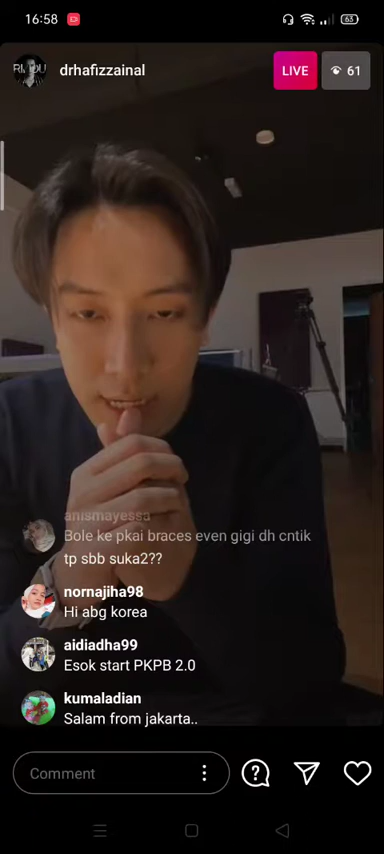 16:58
63
drhafizzainal
LIVE
61
anismayessa
Bole ke pkai braces even gigi dh cntik
tp sbb suka2??
nornajiha98
Hi abg korea
aidiadha99
Esok start PKPB 2.0
kumaladian
Salam from jakarta..
Comment